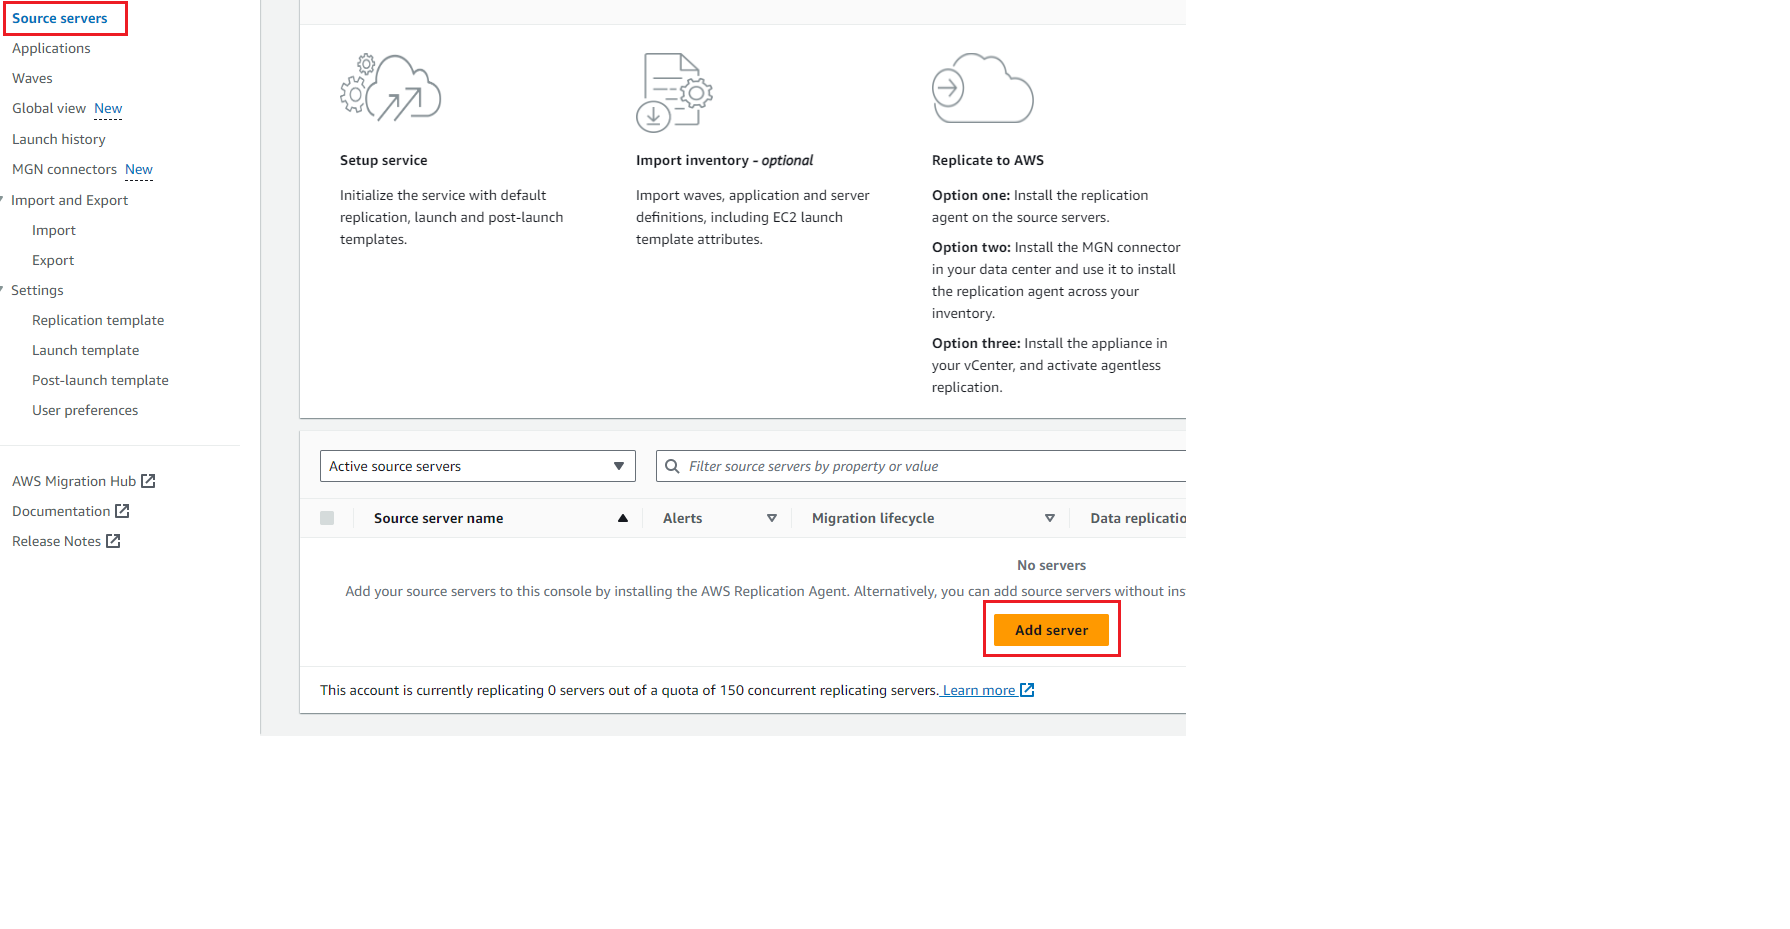 Source servers
Applications
Waves
Global view New
Launch history
MGN connectors New
Import and Export
Import
Export
Settings
Replication template
Launch template
Post-launch template
User preferences
AWS Migration Hub
Documentation
Release Notes
Setup service
Initialize the service with default
replication, launch and post-launch
templates.
Import inventory - optional
Import waves, application and server
definitions, including EC2 launch
template attributes.
Replicate to AWS
Option one: Install the replication
agent on the source servers.
Option two: Install the MGN connector
in your data center and use it to install
the replication agent across your
inventory.
Option three: Install the appliance in
your vCenter, and activate agentless
replication.
Active source servers
Filter source servers by property or value
Source server name Alerts Migration lifecycle Data replicatio
No servers
Add your source servers to this console by installing the AWS Replication Agent. Alternatively, you can add source servers without ins
Add server
This account is currently replicating 0 servers out of a quota of 150 concurrent replicating servers. Learn more